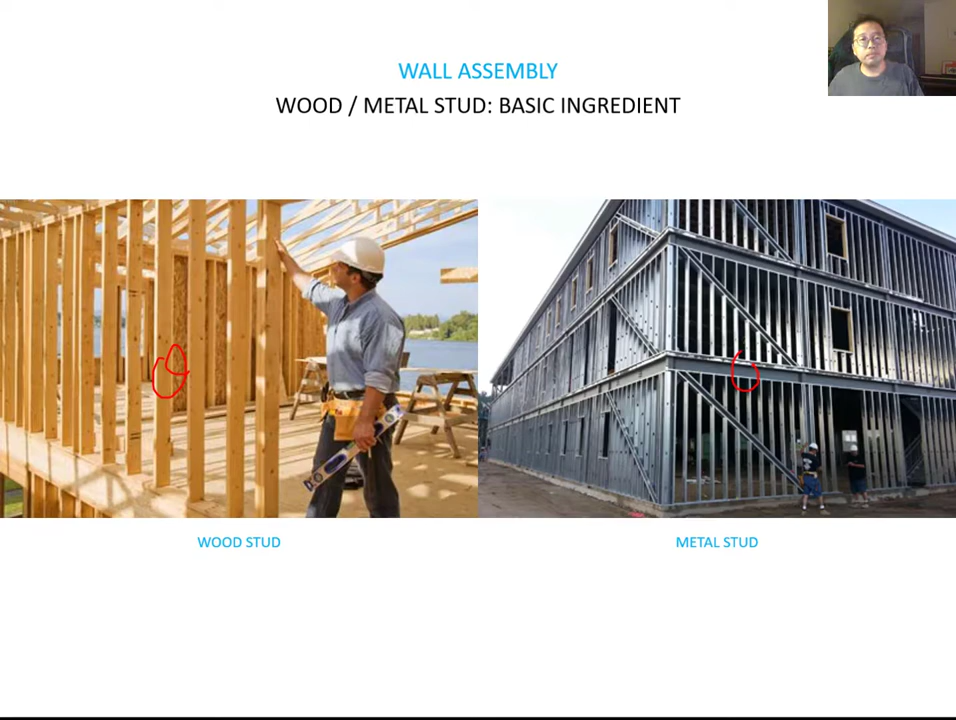 WALL ASSEMBLY
WOOD / METAL STUD: BASIC INGREDIENT
WOOD STUD
METAL STUD